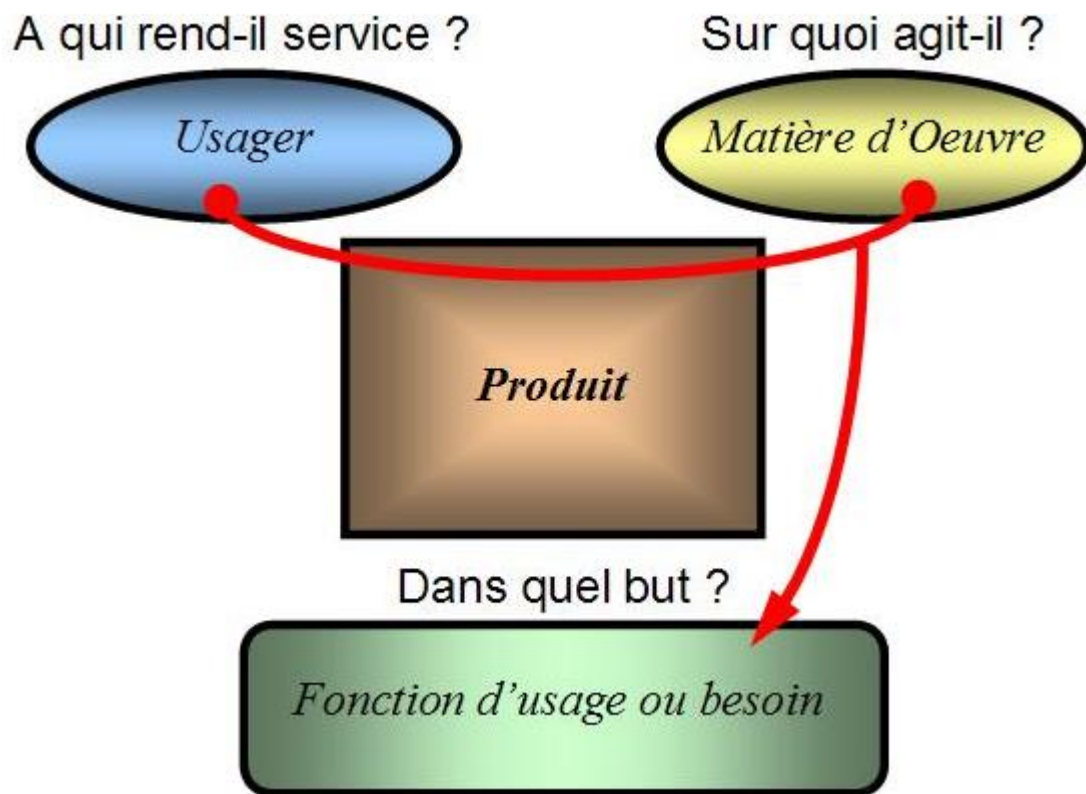 A qui rend-il service ?
Sur quoi agit-il ?
Usager
Matière d'Oeuvre
Produit
Dans quel but ?
Fonction d'usage ou besoin